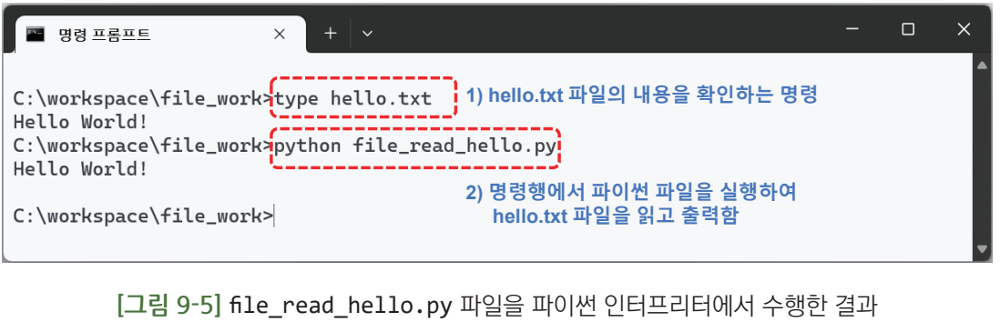 명령 프롬프트
C:\workspace\file_work>type hello.txt 1) hello.txt 파일의 내용을 확인하는 명령
Hello World!
C:\workspace\file_work>python file_read_hello.py
Hello World!
2) 명령행에서 파이썬 파일을 실행하여
C:\workspace\file_work> hello.txt 파일을 읽고 출력함
[그림 9-5] file_read_hello.py 파일을 파이썬 인터프리터에서 수행한 결과